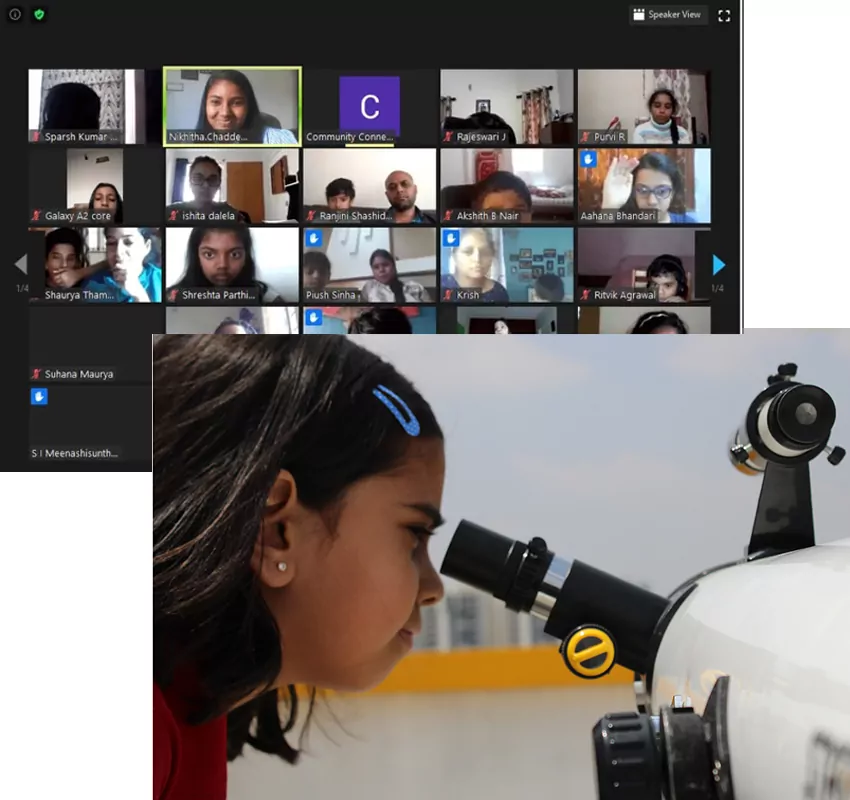 Speaker View
Sparsh Kumar ...
Nikhitha.Chadde...
C
Community Conne...
Rajeswari J
Purvi R
Galaxy A2 core
ishita dalela
Ranjini Shashid...
Akshith B Nair
Aahana Bhandari
Shaurya Tham...
Shreshta Parthi...
Piush Sinha
Krish
Ritvik Agrawal
1/4
1/4
Suhana Maurya
S I Meenashisunth...